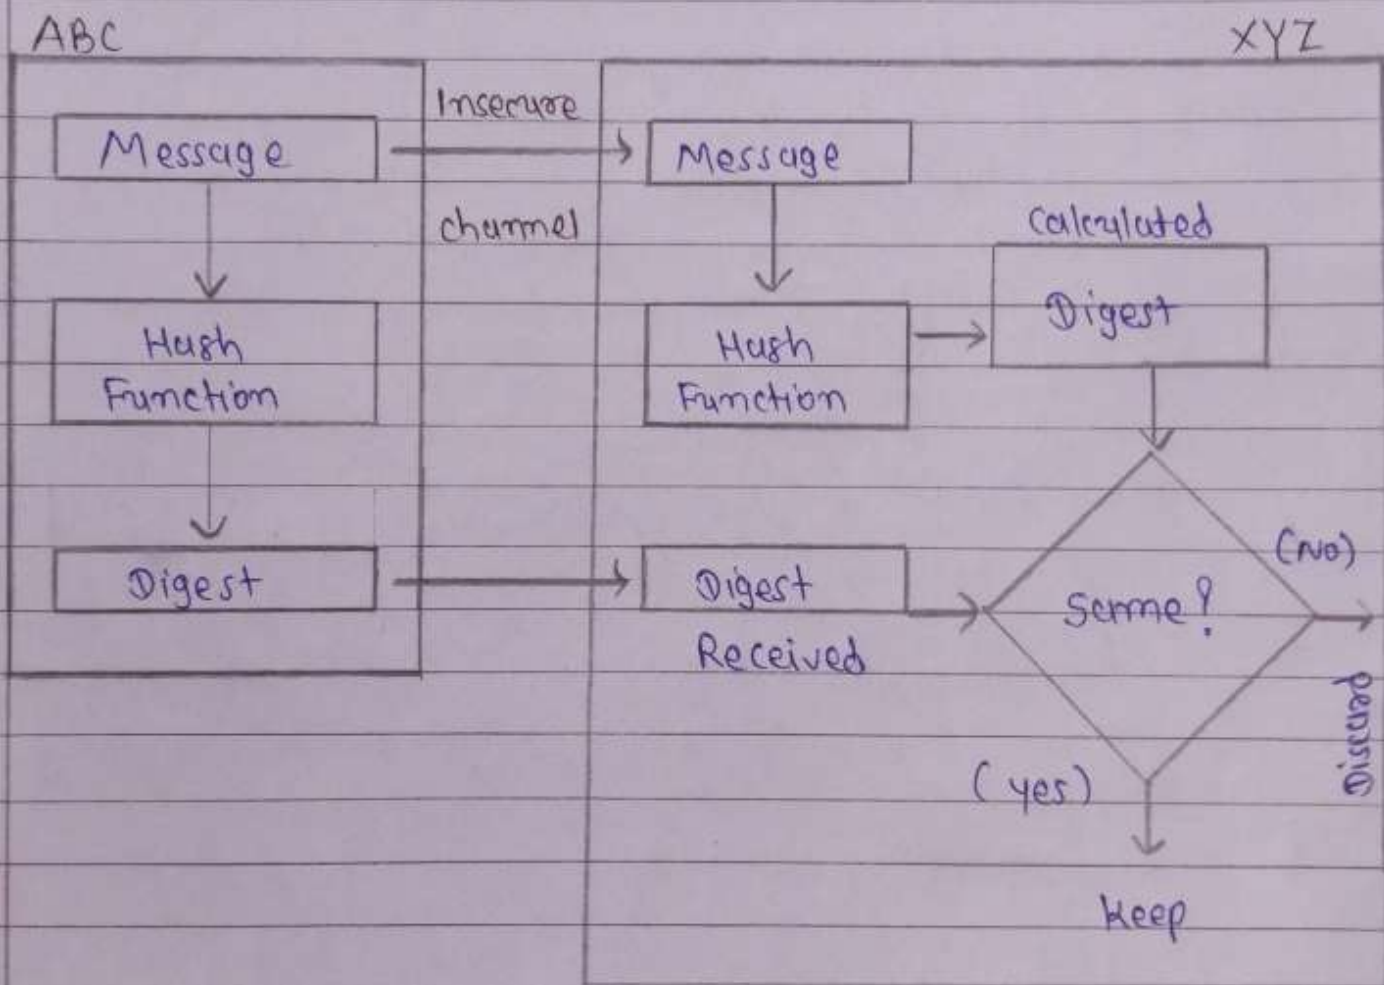 ABC
XYZ
Insecure
Message
Message
channel
Calculated
Digest
Hash
Function
Hash
Function
(No)
Digest
Digest
Same?
Received
Discard
(yes)
keep